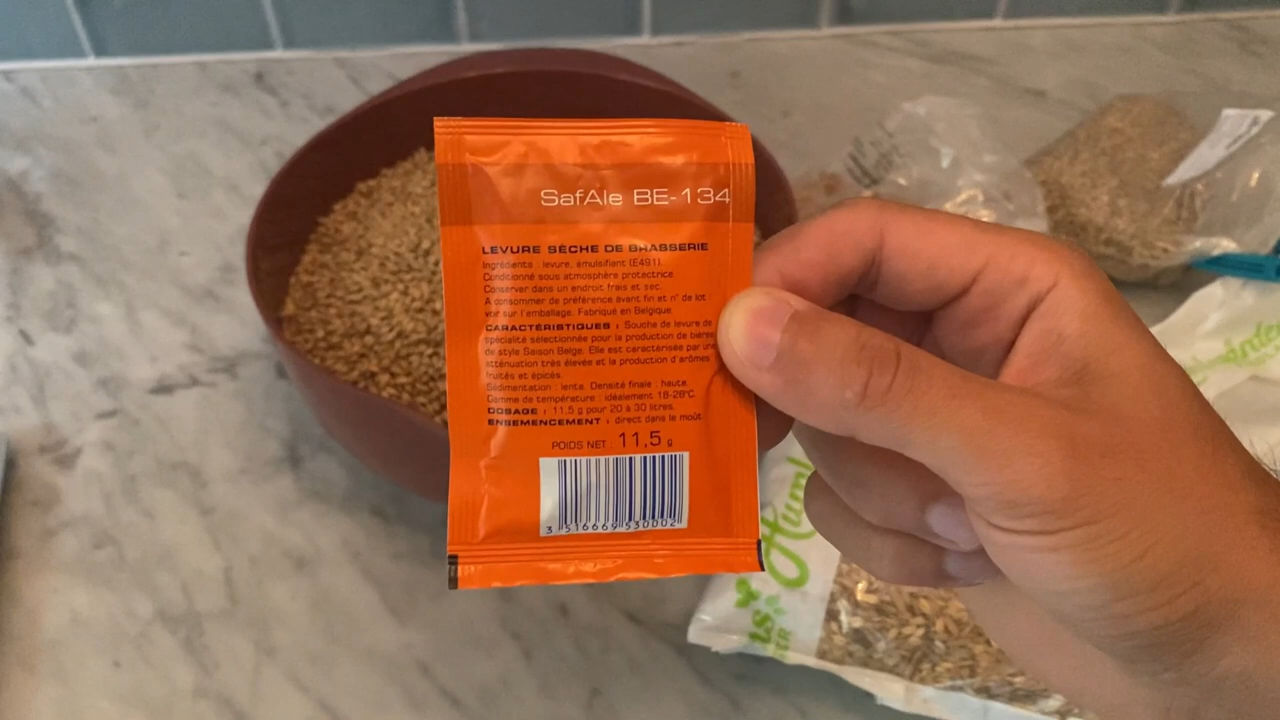 SafAle BE-134
LEVURE SÈCHE DE BRASSERIE
Ingrédients : levure, émulsifiant (E491).
Conditionné sous atmosphère protectrice.
Conserver dans un endroit frais et sec.
A consommer de préférence avant fin et n° de lot :
voir sur l'emballage. Fabriqué en Belgique.
CARACTÉRISTIQUES : Souche de levure de
spécialité sélectionnée pour la production de bières
de style Saison Belge. Elle est caractérisée par une
atténuation très élevée et la production d'arômes
fruités et épicés.
Sédimentation : lente. Densité finale : haute.
Gamme de température : idéalement 18-28°C.
DOSAGE : 11,5 g pour 20 à 30 litres.
ENSEMENCEMENT : direct dans le moût.
POIDS NET : 11,5 g
3 516669 530002